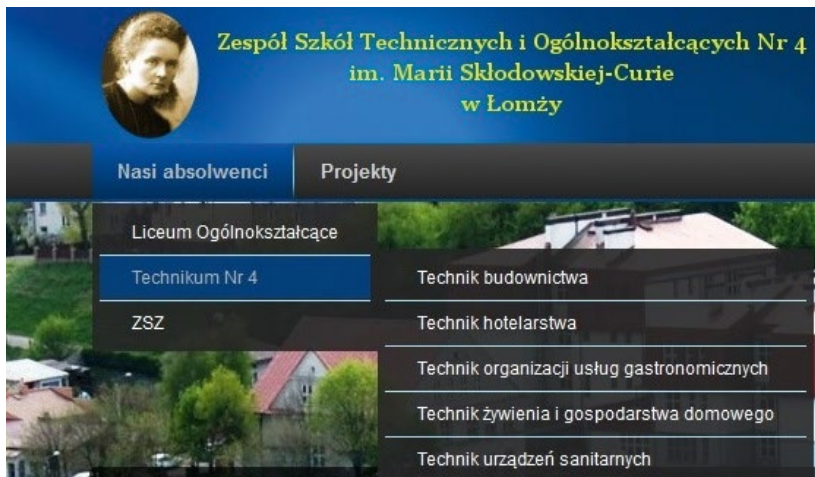 Zespół Szkół Technicznych i Ogólnokształcących Nr 4
im. Marii Skłodowskiej-Curie
w Łomży
Nasi absolwenci
Projekty
Liceum Ogólnokształcące
Technikum Nr 4
ZSZ
Technik budownictwa
Technik hotelarstwa
Technik organizacji usług gastronomicznych
Technik żywienia i gospodarstwa domowego
Technik urządzeń sanitarnych